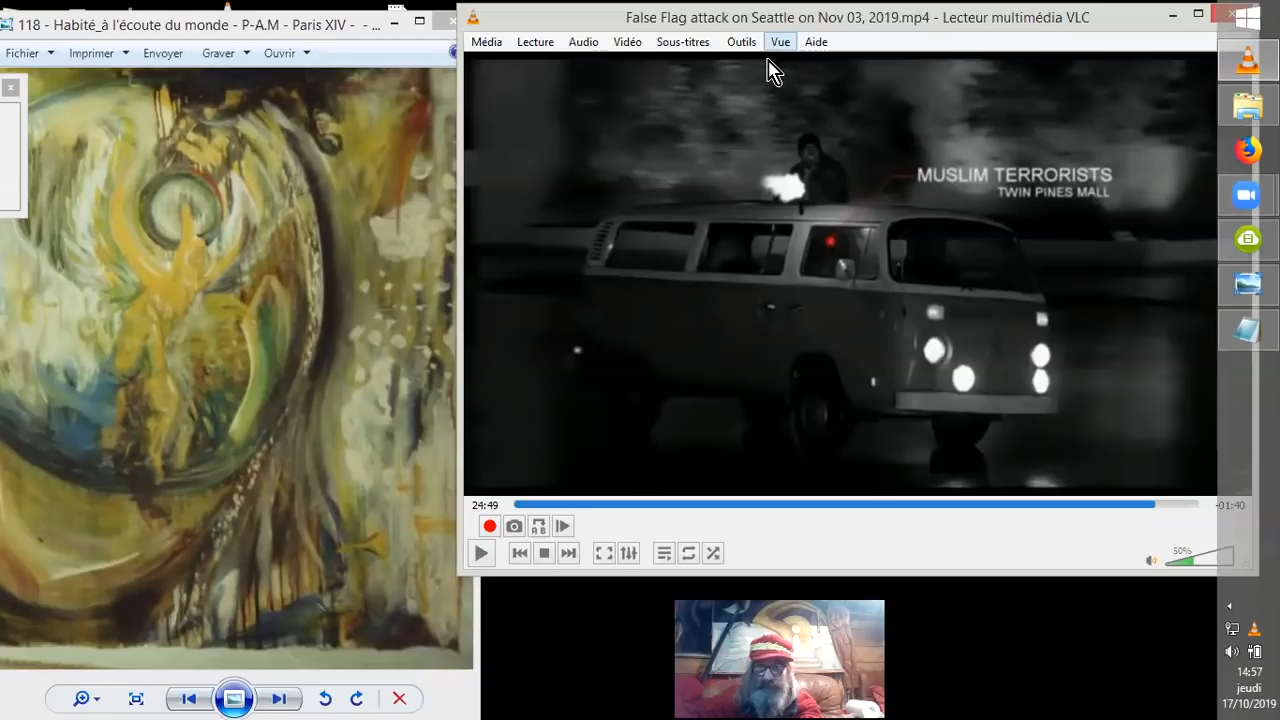 118 - Habité_à l'écoute du monde - P-A-M - Paris XIV - ...
Fichier Imprimer Envoyer Graver Ouvrir
False Flag attack on Seattle on Nov 03, 2019.mp4 - Lecteur multimédia VLC
Média Lecture Audio Vidéo Sous-titres Outils Vue Aide
MUSLIM TERRORISTS
TWIN PINES MALL
24:49
-01:40
A B
50%
14:57
jeudi
17/10/2019